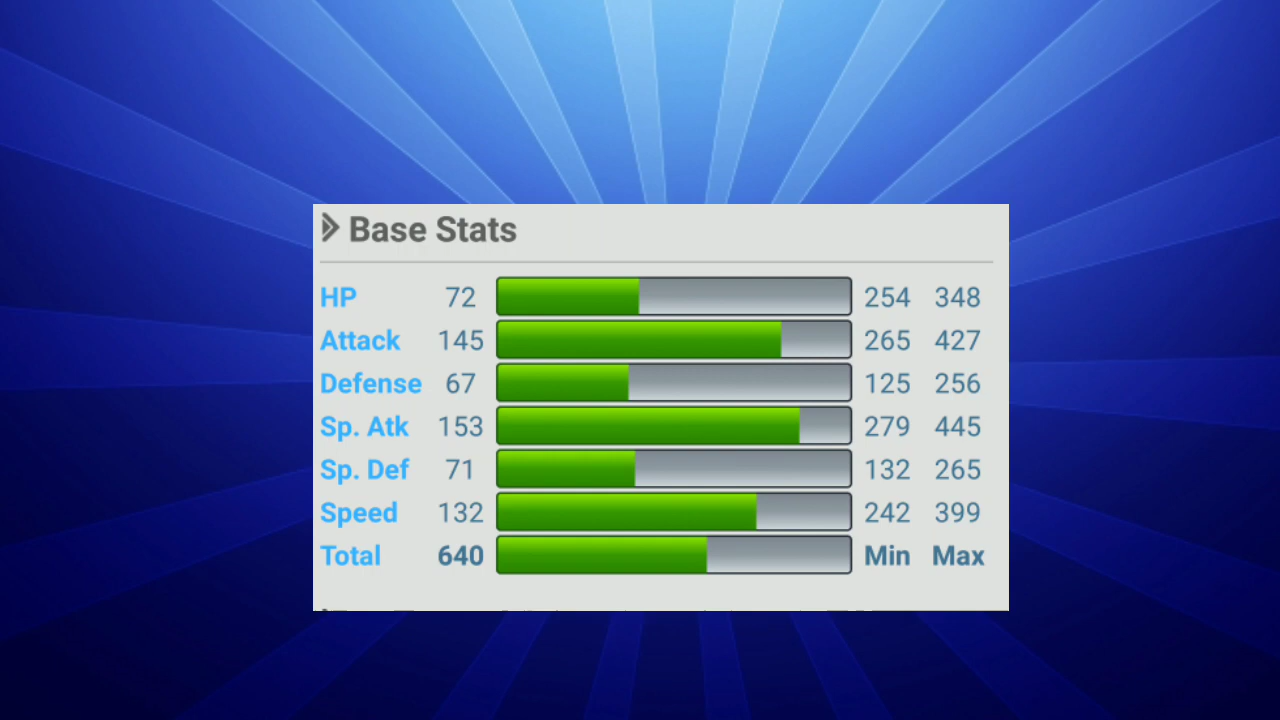 Base Stats
HP 72 254 348
Attack 145 265 427
Defense 67 125 256
Sp. Atk 153 279 445
Sp. Def 71 132 265
Speed 132 242 399
Total 640 Min Max